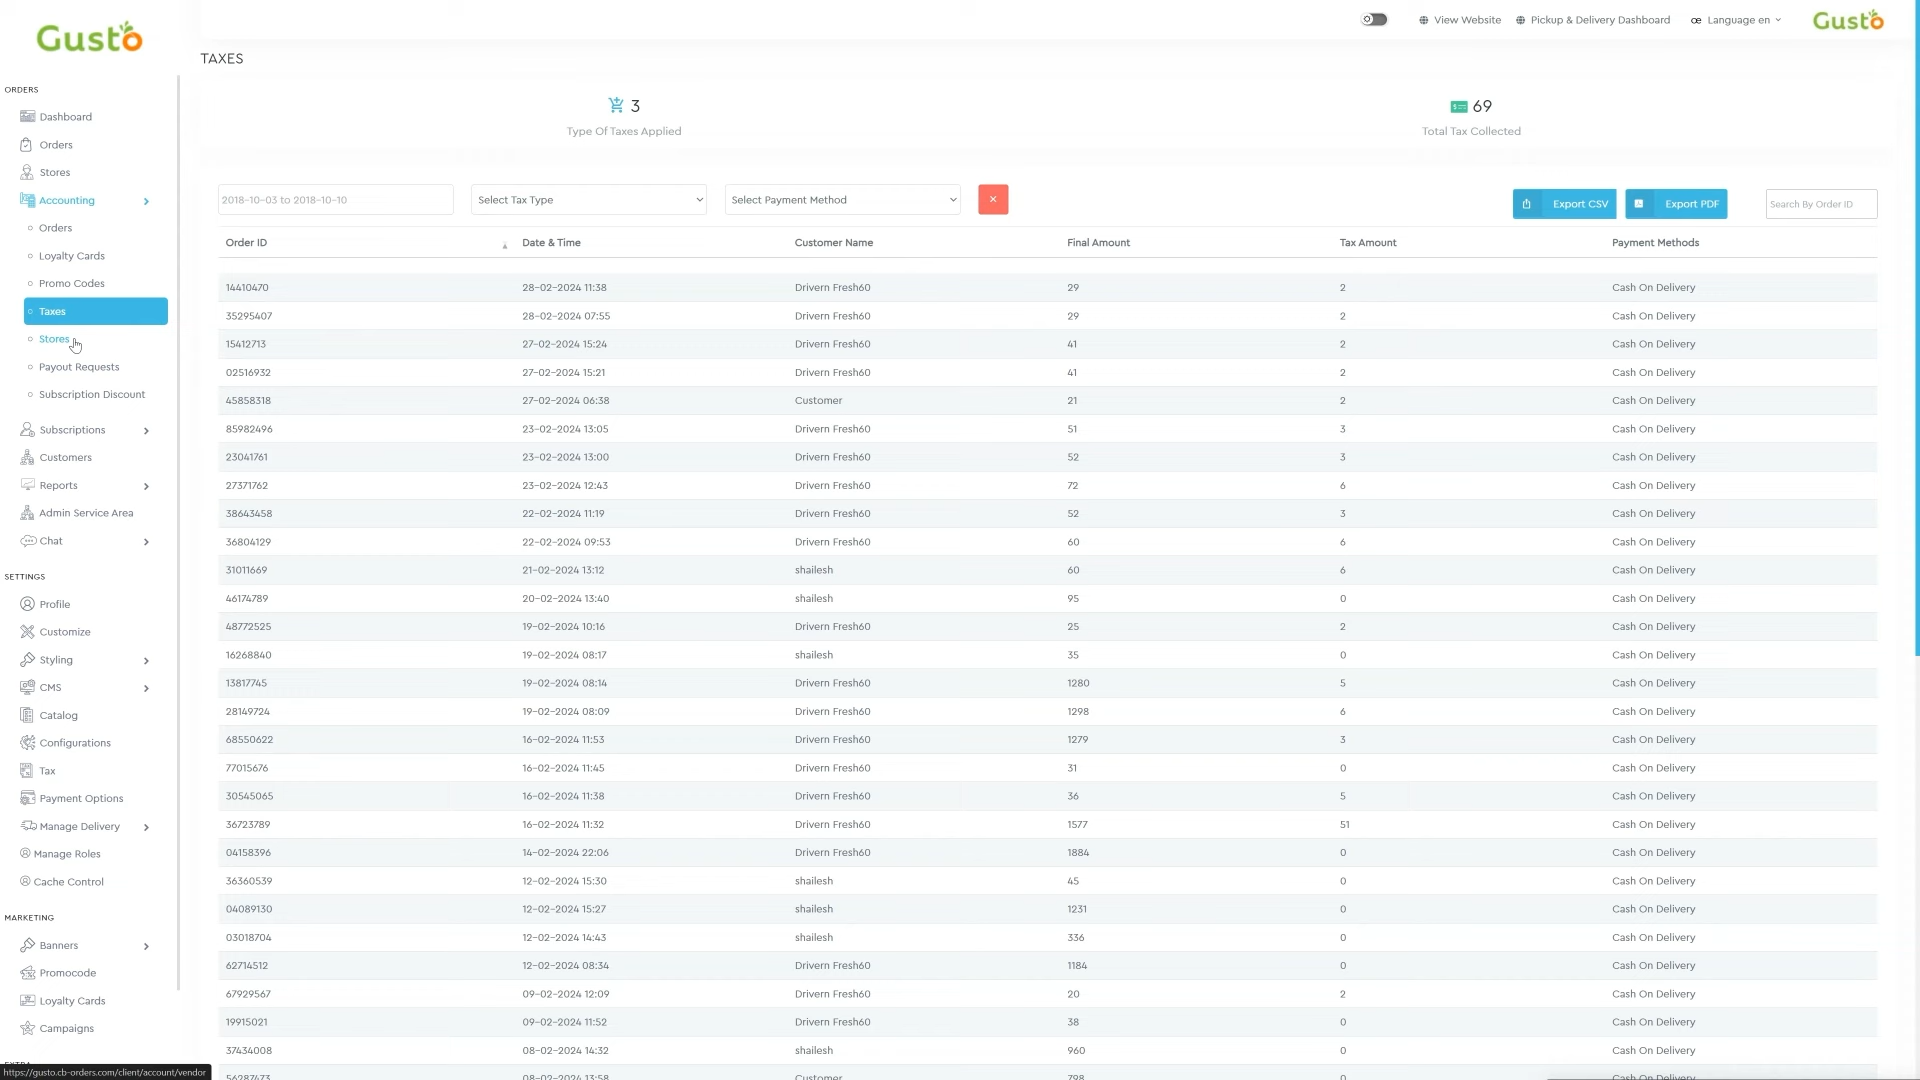 Gusto
View Website
Pickup & Delivery Dashboard
Language en
Gusto
TAXES
ORDERS
Dashboard
Orders
Stores
Accounting
Orders
Loyalty Cards
Promo Codes
Taxes
Stores
Payout Requests
Subscription Discount
Subscriptions
Customers
Reports
Admin Service Area
Chat
SETTINGS
Profile
Customize
Styling
CMS
Catalog
Configurations
Tax
Payment Options
Manage Delivery
Manage Roles
Cache Control
MARKETING
Banners
Promocode
Loyalty Cards
Campaigns
https://gusto.cb-orders.com/client/account/vendor
3
Type Of Taxes Applied
69
Total Tax Collected
2018-10-03 to 2018-10-10
Select Tax Type
Select Payment Method
Export CSV
Export PDF
Search By Order ID
Order ID Date & Time Customer Name Final Amount Tax Amount Payment Methods
14410470 28-02-2024 11:38 Drivern Fresh60 29 2 Cash On Delivery
35295407 28-02-2024 07:55 Drivern Fresh60 29 2 Cash On Delivery
15412713 27-02-2024 15:24 Drivern Fresh60 41 2 Cash On Delivery
02516932 27-02-2024 15:21 Drivern Fresh60 41 2 Cash On Delivery
45858318 27-02-2024 06:38 Customer 21 2 Cash On Delivery
85982496 23-02-2024 13:05 Drivern Fresh60 51 3 Cash On Delivery
23041761 23-02-2024 13:00 Drivern Fresh60 52 3 Cash On Delivery
27371762 23-02-2024 12:43 Drivern Fresh60 72 6 Cash On Delivery
38643458 22-02-2024 11:19 Drivern Fresh60 52 3 Cash On Delivery
36804129 22-02-2024 09:53 Drivern Fresh60 60 6 Cash On Delivery
31011669 21-02-2024 13:12 shailesh 60 6 Cash On Delivery
46174789 20-02-2024 13:40 shailesh 95 0 Cash On Delivery
48772525 19-02-2024 10:16 Drivern Fresh60 25 2 Cash On Delivery
16268840 19-02-2024 08:17 shailesh 35 0 Cash On Delivery
13817745 19-02-2024 08:14 Drivern Fresh60 1280 5 Cash On Delivery
28149724 19-02-2024 08:09 Drivern Fresh60 1298 6 Cash On Delivery
68550622 16-02-2024 11:53 Drivern Fresh60 1279 3 Cash On Delivery
77015676 16-02-2024 11:45 Drivern Fresh60 31 0 Cash On Delivery
30545065 16-02-2024 11:38 Drivern Fresh60 36 5 Cash On Delivery
36723789 16-02-2024 11:32 Drivern Fresh60 1577 51 Cash On Delivery
04158396 14-02-2024 22:06 Drivern Fresh60 1884 0 Cash On Delivery
36360539 12-02-2024 15:30 shailesh 45 0 Cash On Delivery
04089130 12-02-2024 15:27 shailesh 1231 0 Cash On Delivery
03018704 12-02-2024 14:43 shailesh 336 0 Cash On Delivery
62714512 12-02-2024 08:34 Drivern Fresh60 1184 0 Cash On Delivery
67929567 09-02-2024 12:09 Drivern Fresh60 20 2 Cash On Delivery
19915021 09-02-2024 11:52 Drivern Fresh60 38 0 Cash On Delivery
37434008 08-02-2024 14:32 shailesh 960 0 Cash On Delivery
56287473 08-02-2024 13:58 Customer 798 0 Cash On Delivery